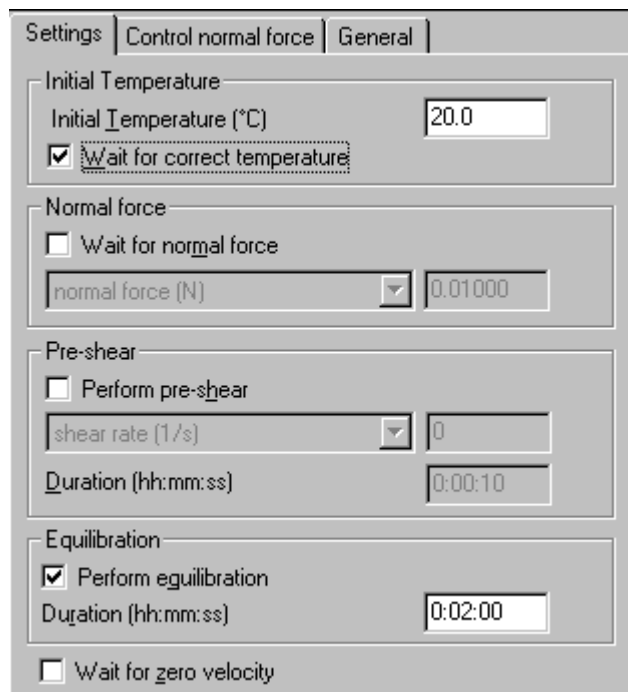 Settings Control normal force General
Initial Temperature
Initial Temperature (°C) 20.0
Wait for correct temperature
Normal force
Wait for normal force
normal force (N) 0.01000
Pre-shear
Perform pre-shear
shear rate (1/s) 0
Duration (hh:mm:ss) 0:00:10
Equilibration
Perform equilibration
Duration (hh:mm:ss) 0:02:00
Wait for zero velocity